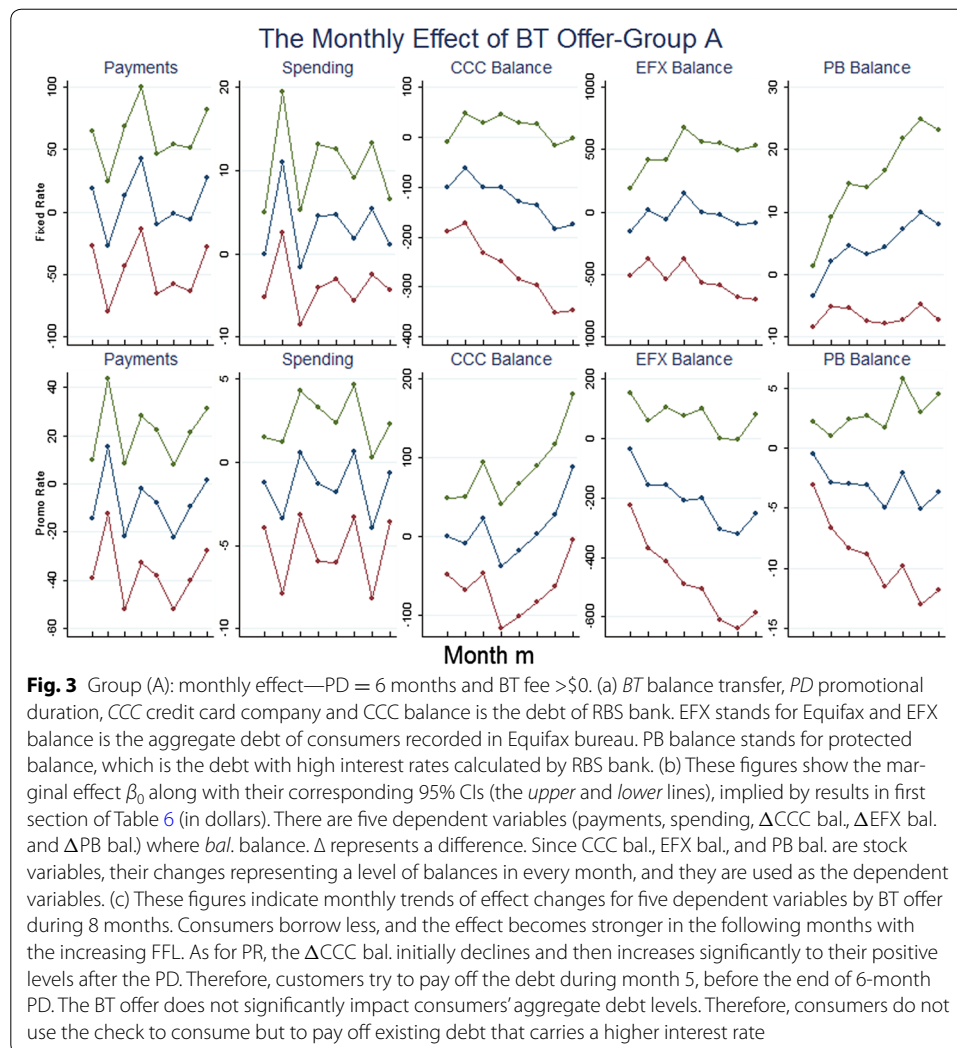 The Monthly Effect of BT Offer-Group A
Payments Spending CCC Balance EFX Balance PB Balance
Fixed Rate
100 50 0 -50 -100
20 10 0 -10
100 0 -100 -200 -300 -400
1000 500 0 -500 1000
30 20 10 0 -10
Payments Spending CCC Balance EFX Balance PB Balance
Promo Rate
40 20 0 -20 -40 -60
5 0 -5 -10
200 100 0 -100
200 0 -200 -400 -600
5 0 -5 -10 -15
Month m
Fig. 3 Group (A): monthly effect—PD = 6 months and BT fee >$0. (a) BT balance transfer, PD promotional
duration, CCC credit card company and CCC balance is the debt of RBS bank. EFX stands for Equifax and EFX
balance is the aggregate debt of consumers recorded in Equifax bureau. PB balance stands for protected
balance, which is the debt with high interest rates calculated by RBS bank. (b) These figures show the mar-
ginal effect β₀ along with their corresponding 95% CIs (the upper and lower lines), implied by results in first
section of Table 6 (in dollars). There are five dependent variables (payments, spending, ΔCCC bal., ΔEFX bal.
and ΔPB bal.) where bal. balance. Δ represents a difference. Since CCC bal., EFX bal., and PB bal. are stock
variables, their changes representing a level of balances in every month, and they are used as the dependent
variables. (c) These figures indicate monthly trends of effect changes for five dependent variables by BT offer
during 8 months. Consumers borrow less, and the effect becomes stronger in the following months with
the increasing FFL. As for PR, the ΔCCC bal. initially declines and then increases significantly to their positive
levels after the PD. Therefore, customers try to pay off the debt during month 5, before the end of 6-month
PD. The BT offer does not significantly impact consumers' aggregate debt levels. Therefore, consumers do not
use the check to consume but to pay off existing debt that carries a higher interest rate